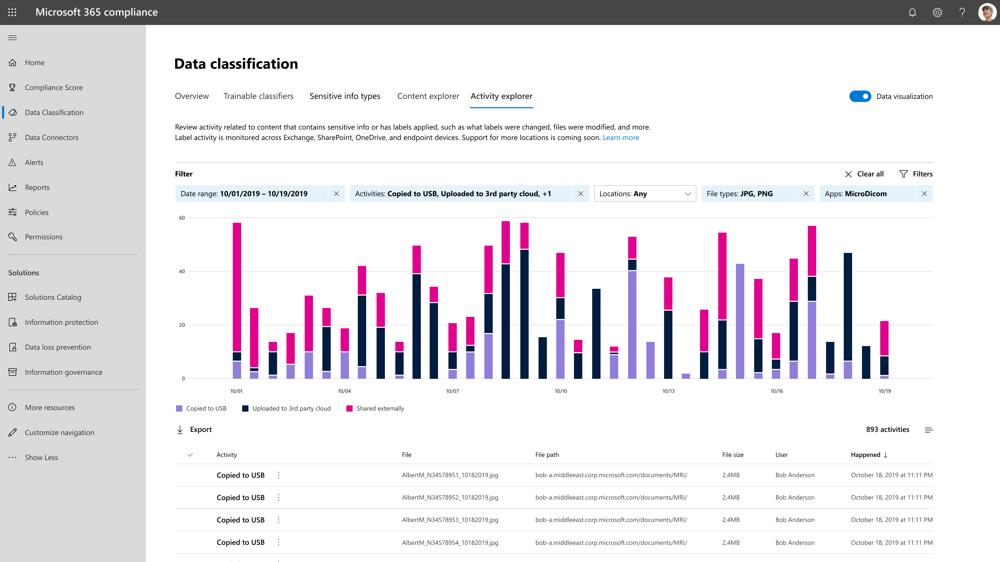 Microsoft 365 compliance
Home
Compliance Score
Data Classification
Data Connectors
Alerts
Reports
Policies
Permissions
Solutions
Solutions Catalog
Information protection
Data loss prevention
Information governance
More resources
Customize navigation
Show Less
Data classification
Overview Trainable classifiers Sensitive info types Content explorer Activity explorer
Data visualization
Review activity related to content that contains sensitive info or has labels applied, such as what labels were changed, files were modified, and more.
Label activity is monitored across Exchange, SharePoint, OneDrive, and endpoint devices. Support for more locations is coming soon. Learn more
Filter
Clear all Filters
Date range: 10/01/2019 – 10/19/2019 Activities: Copied to USB, Uploaded to 3rd party cloud, +1 Locations: Any File types: JPG, PNG Apps: MicroDicom
60
40
20
0
10/01 10/04 10/07 10/10 10/13 10/16 10/19
Copied to USB Uploaded to 3rd party cloud Shared externally
Export 893 activities
Activity File File path File size User Happened
Copied to USB AlbertM_N34578951_10182019.jpg bob-a.middleeast.corp.microsoft.com/documents/MRI/ 2,4MB Bob Anderson October 18, 2019 at 11:11 PM
Copied to USB AlbertM_N34578952_10182019.jpg bob-a.middleeast.corp.microsoft.com/documents/MRI/ 2,4MB Bob Anderson October 18, 2019 at 11:11 PM
Copied to USB AlbertM_N34578953_10182019.jpg bob-a.middleeast.corp.microsoft.com/documents/MRI/ 2,4MB Bob Anderson October 18, 2019 at 11:11 PM
Copied to USB AlbertM_N34578954_10182019.jpg bob-a.middleeast.corp.microsoft.com/documents/MRI/ 2,4MB Bob Anderson October 18, 2019 at 11:11 PM